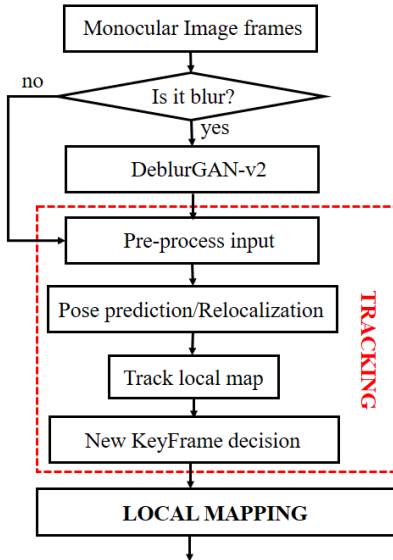 Monocular Image frames
no
Is it blur?
yes
DeblurGAN-v2
Pre-process input
Pose prediction/Relocalization
TRACKING
Track local map
New KeyFrame decision
LOCAL MAPPING